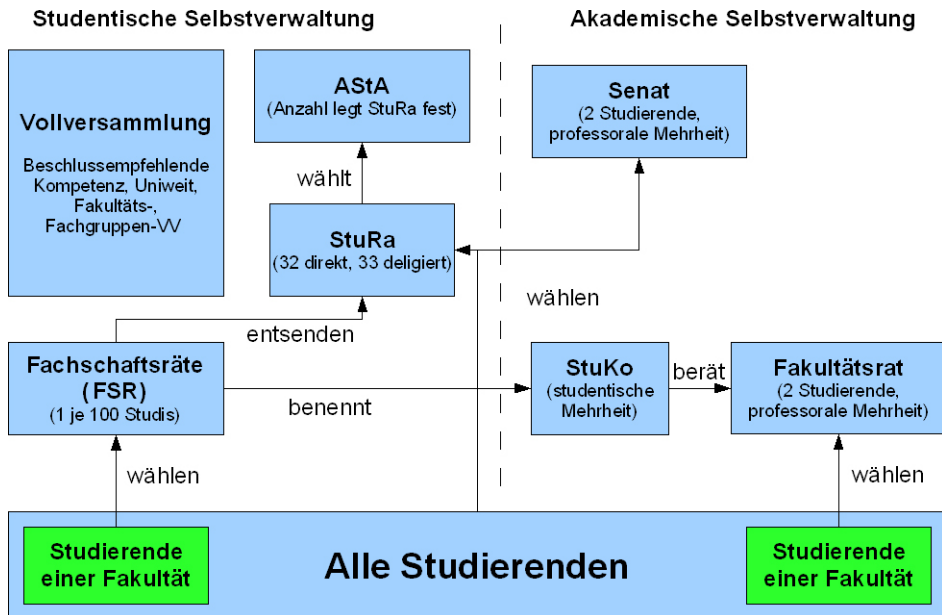 Studentische Selbstverwaltung
Akademische Selbstverwaltung
Vollversammlung
Beschlussempfehlende
Kompetenz, Uniweit,
Fakultäts-,
Fachgruppen-VV
AStA
(Anzahl legt StuRa fest)
Senat
(2 Studierende,
professorale Mehrheit)
wählt
StuRa
(32 direkt, 33 deligiert)
wählen
entsenden
Fachschaftsräte
(FSR)
(1 je 100 Studis)
benennt
StuKo
(studentische
Mehrheit)
berät
Fakultätsrat
(2 Studierende,
professorale Mehrheit)
wählen
wählen
Studierende
einer Fakultät
Alle Studierenden
Studierende
einer Fakultät